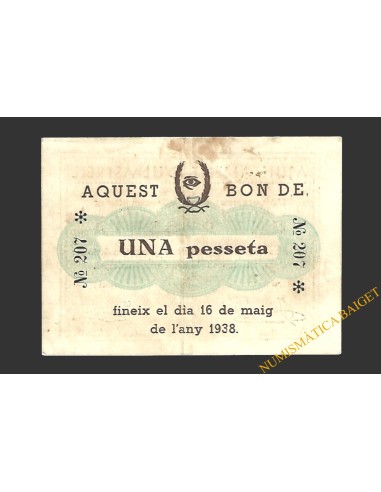 AQUEST BON DE
UNA pesseta
fineix el dia 16 de maig
de l'any 1938.
Nº 207 *
Nº 207 *
NUMISMÀTICA BAIGET